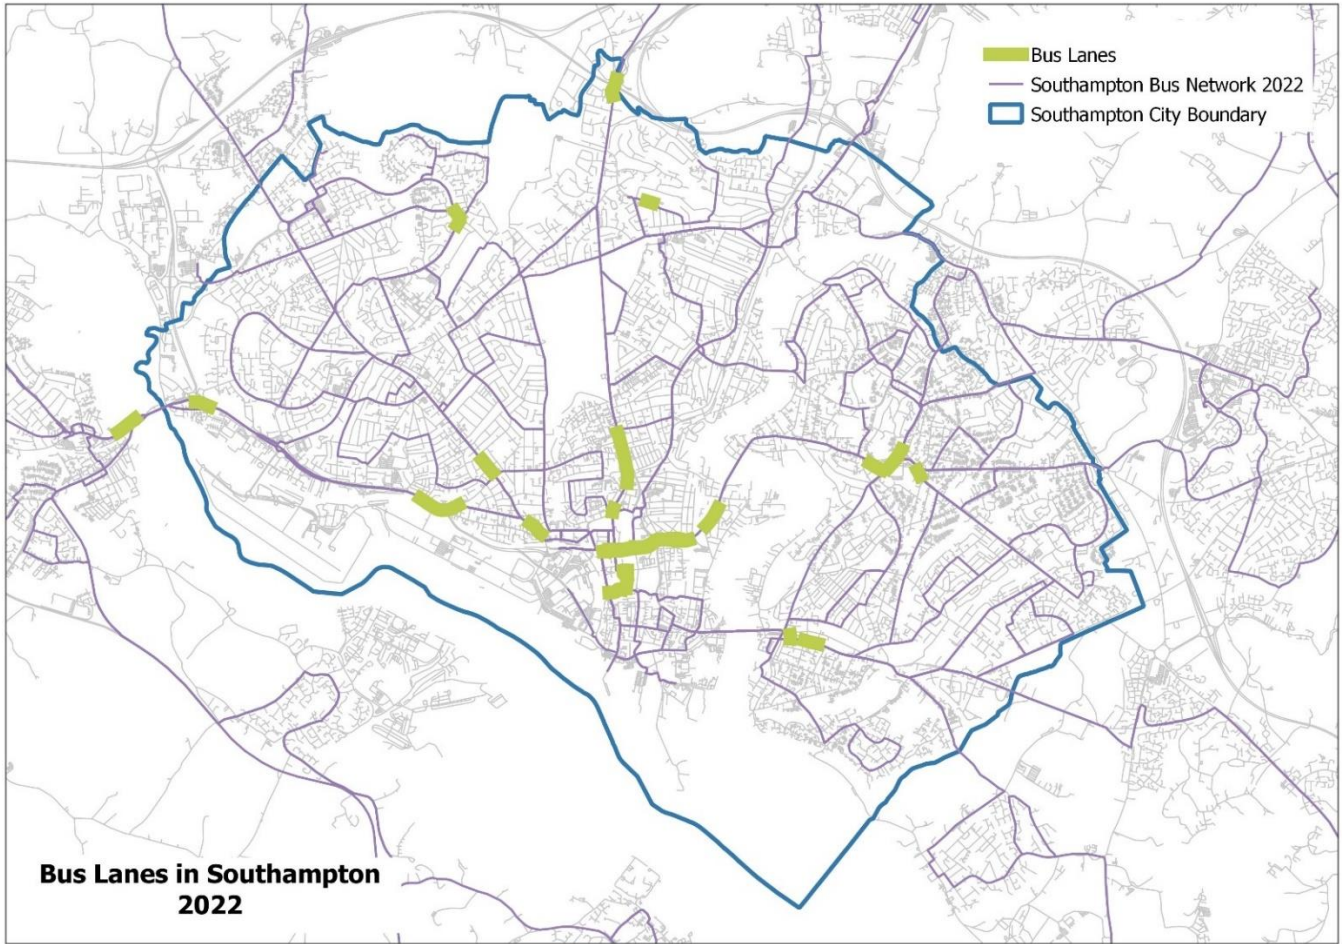 Bus Lanes
Southampton Bus Network 2022
Southampton City Boundary
Bus Lanes in Southampton
2022